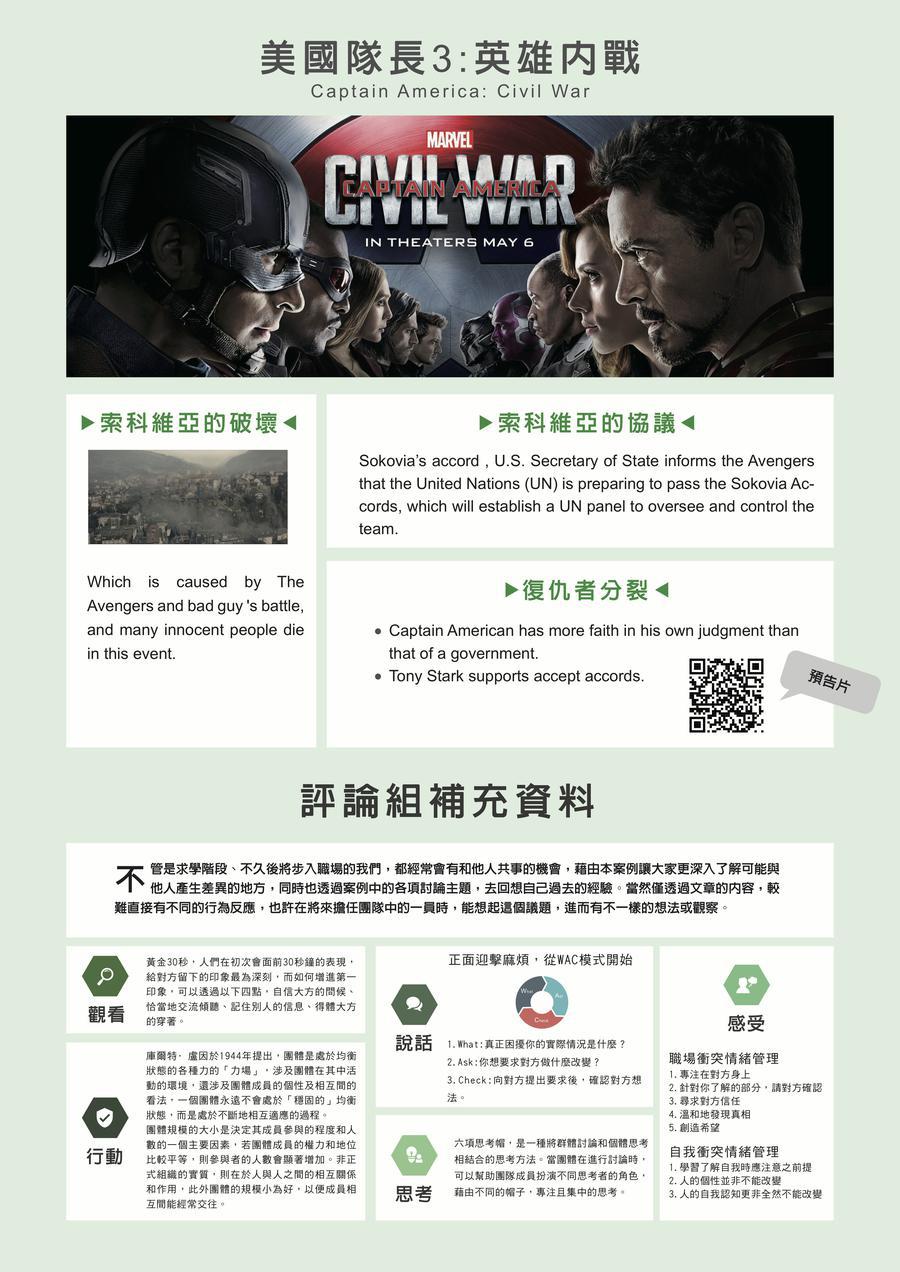 美國隊長3:英雄內戰
Captain America: Civil War
MARVEL
CIVIL WAR
CAPTAIN AMERICA
IN THEATERS MAY 6
▶索科維亞的破壞◀
Which is caused by The
Avengers and bad guy 's battle,
and many innocent people die
in this event.
▶索科維亞的協議◀
Sokovia’s accord , U.S. Secretary of State informs the Avengers
that the United Nations (UN) is preparing to pass the Sokovia Ac-
cords, which will establish a UN panel to oversee and control the
team.
▶復仇者分裂◀
• Captain American has more faith in his own judgment than
that of a government.
• Tony Stark supports accept accords.
預告片
評論組補充資料
不管是求學階段、不久後將步入職場的我們，都經常會有和他人共事的機會，藉由本案例讓大家更深入了解可能與
他人產生差異的地方，同時也透過案例中的各項討論主題，去回想自己過去的經驗。當然僅透過文章的內容，較
難直接有不同的行為反應，也許在將來擔任團隊中的一員時，能想起這個議題，進而有不一樣的想法或觀察。
觀看
黃金30秒，人們在初次會面前30秒鐘的表現，
給對方留下的印象最為深刻，而如何增進第一
印象，可以透過以下四點，自信大方的問候、
恰當地交流傾聽、記住別人的信息、得體大方
的穿著。
行動
庫爾特·盧因於1944年提出，團體是處於均衡
狀態的各種力的「力場」，涉及團體在其中活
動的環境，還涉及團體成員的個性及相互間的
看法，一個團體永遠不會處於「穩固的」均衡
狀態，而是處於不斷地相互適應的過程。
團體規模的大小是決定其成員參與的程度和人
數的一個主要因素，若團體成員的權力和地位
比較平等，則參與者的人數會顯著增加。非正
式組織的實質，則在於人與人之間的相互關係
和作用，此外團體的規模小為好，以便成員相
互間能經常交往。
說話
正面迎擊麻煩，從WAC模式開始
What
Ask
Check
1.What:真正困擾你的實際情況是什麼？
2.Ask:你想要求對方做什麼改變？
3.Check:向對方提出要求後，確認對方想
法。
思考
六項思考帽，是一種將群體討論和個體思考
相結合的思考方法。當團體在進行討論時，
可以幫助團隊成員扮演不同思考者的角色，
藉由不同的帽子，專注且集中的思考。
感受
職場衝突情緒管理
1.專注在對方身上
2.針對你了解的部分，請對方確認
3.尋求對方信任
4.溫和地發現真相
5.創造希望
自我衝突情緒管理
1.學習了解自我時應注意之前提
2.人的個性並非不能改變
3.人的自我認知更非全然不能改變